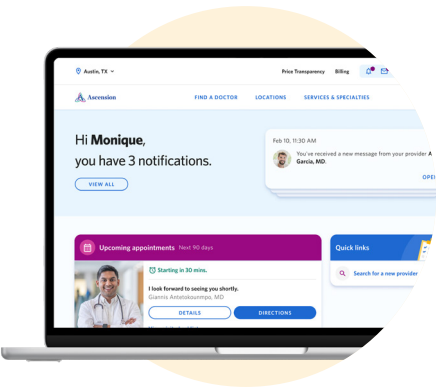 Austin, TX
Price Transparency Billing
Ascension
FIND A DOCTOR LOCATIONS SERVICES & SPECIALTIES
Hi Monique,
you have 3 notifications.
VIEW ALL
Feb 10, 11:30 AM
You've received a new message from your provider A
Garcia, MD.
OPE
Upcoming appointments Next 90 days
Quick links
Starting in 30 mins.
Search for a new provider
I look forward to seeing you shortly.
Giannis Antetokounmpo, MD
DETAILS DIRECTIONS